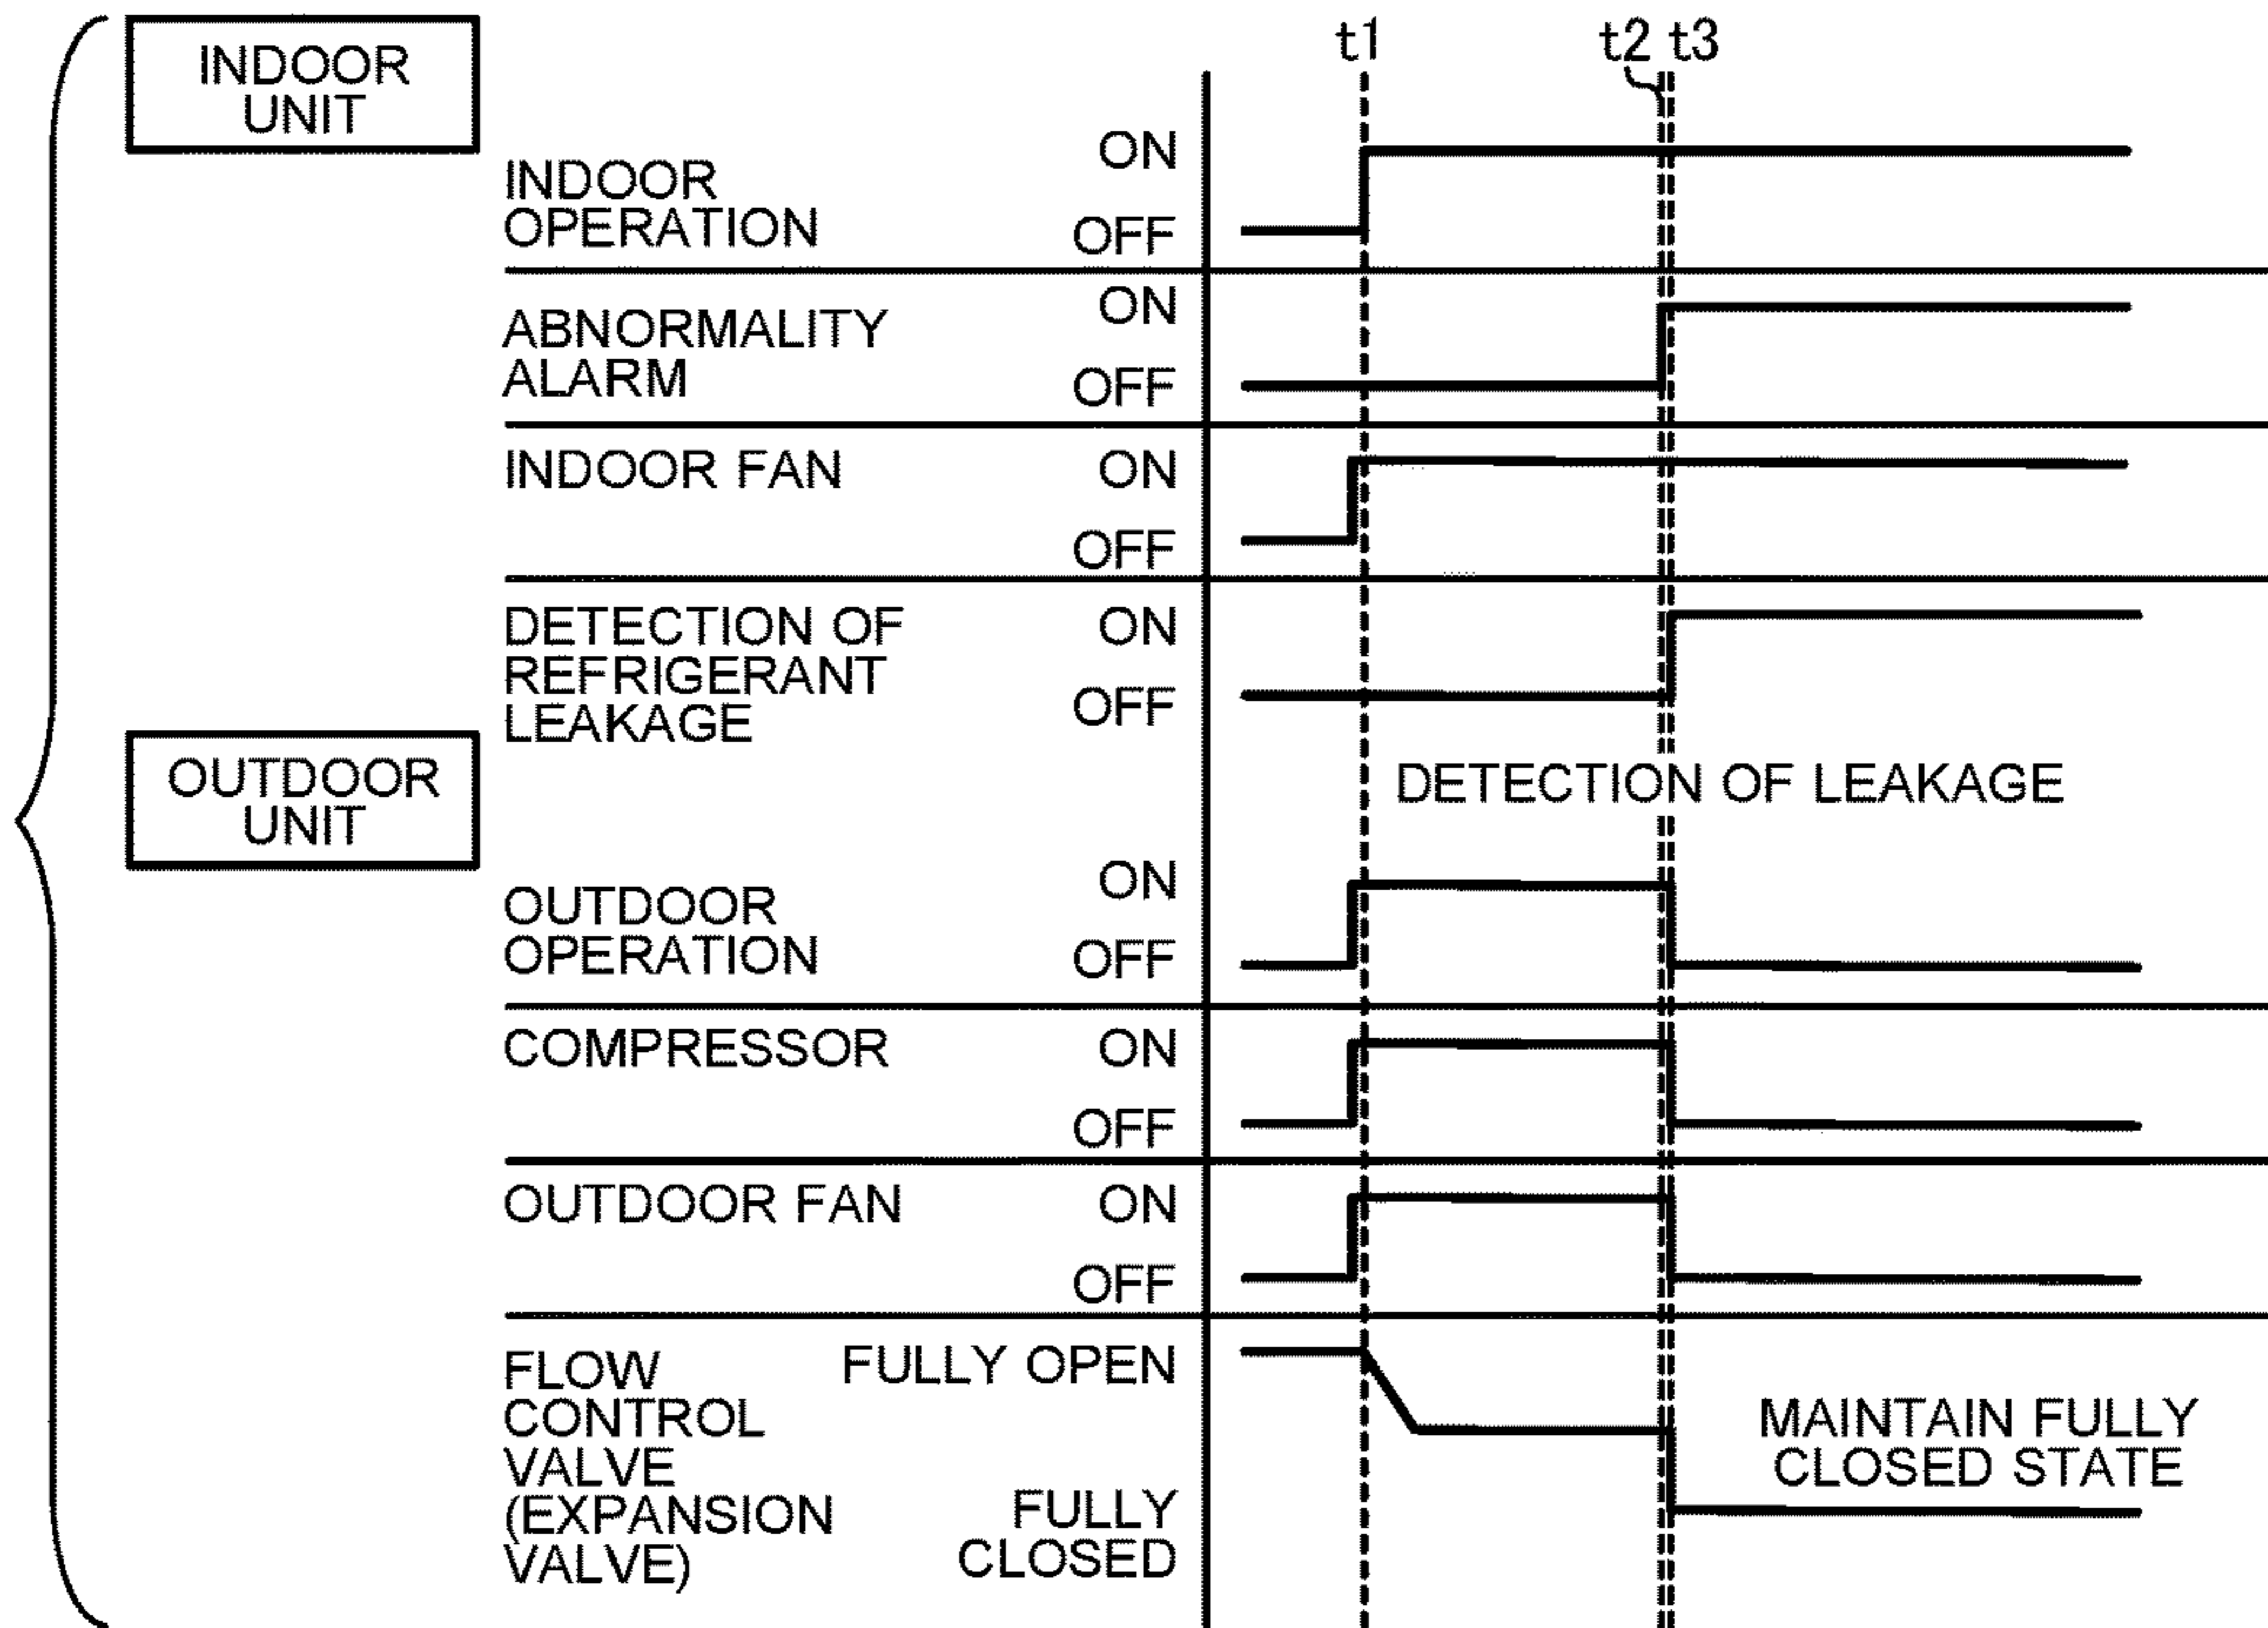 t1
t2 t3
INDOOR
UNIT
INDOOR
OPERATION
ON
OFF
ABNORMALITY
ALARM
ON
OFF
INDOOR FAN
ON
OFF
DETECTION OF
REFRIGERANT
LEAKAGE
ON
OFF
DETECTION OF LEAKAGE
OUTDOOR
UNIT
OUTDOOR
OPERATION
ON
OFF
COMPRESSOR
ON
OFF
OUTDOOR FAN
ON
OFF
FLOW
CONTROL
VALVE
(EXPANSION
VALVE)
FULLY OPEN
FULLY
CLOSED
MAINTAIN FULLY
CLOSED STATE